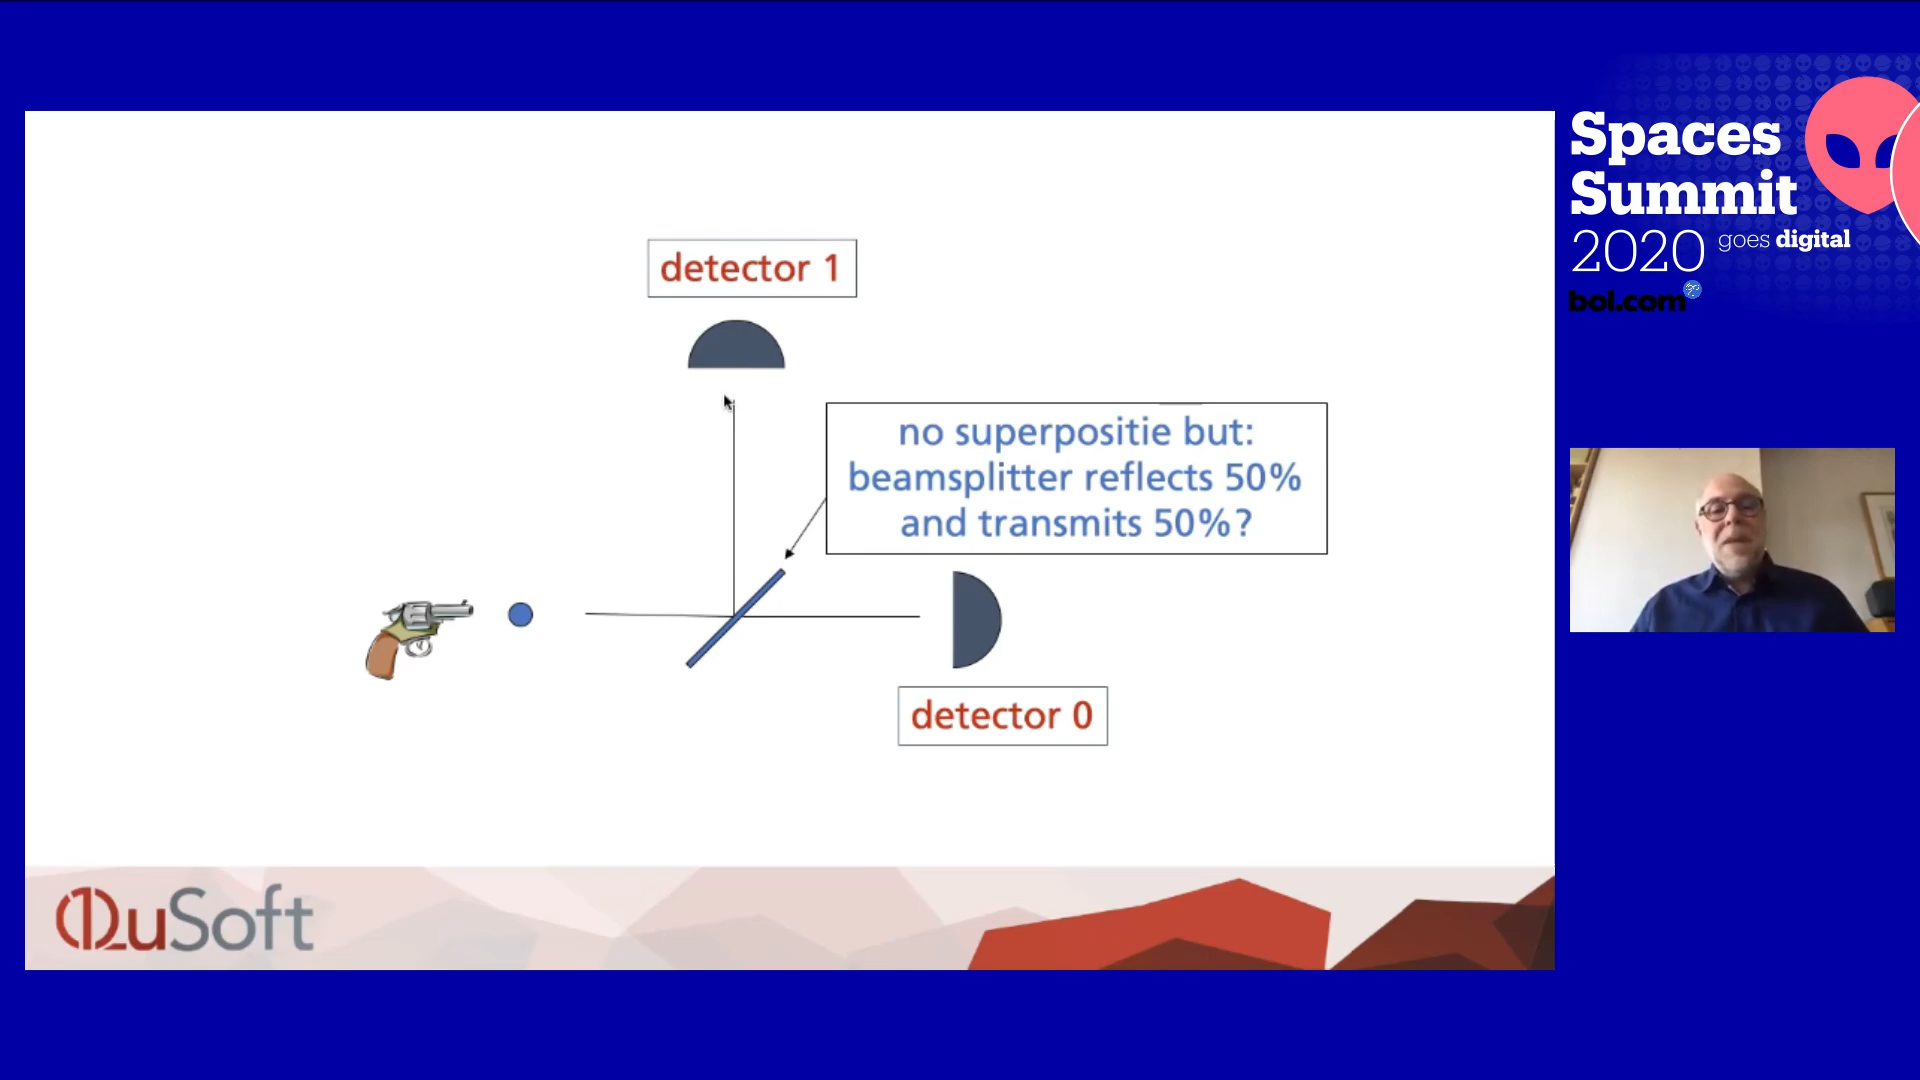 detector 1
no superpositie but:
beamsplitter reflects 50%
and transmits 50%?
detector 0
QuSoft
Spaces
Summit
2020 goes digital
bol.com